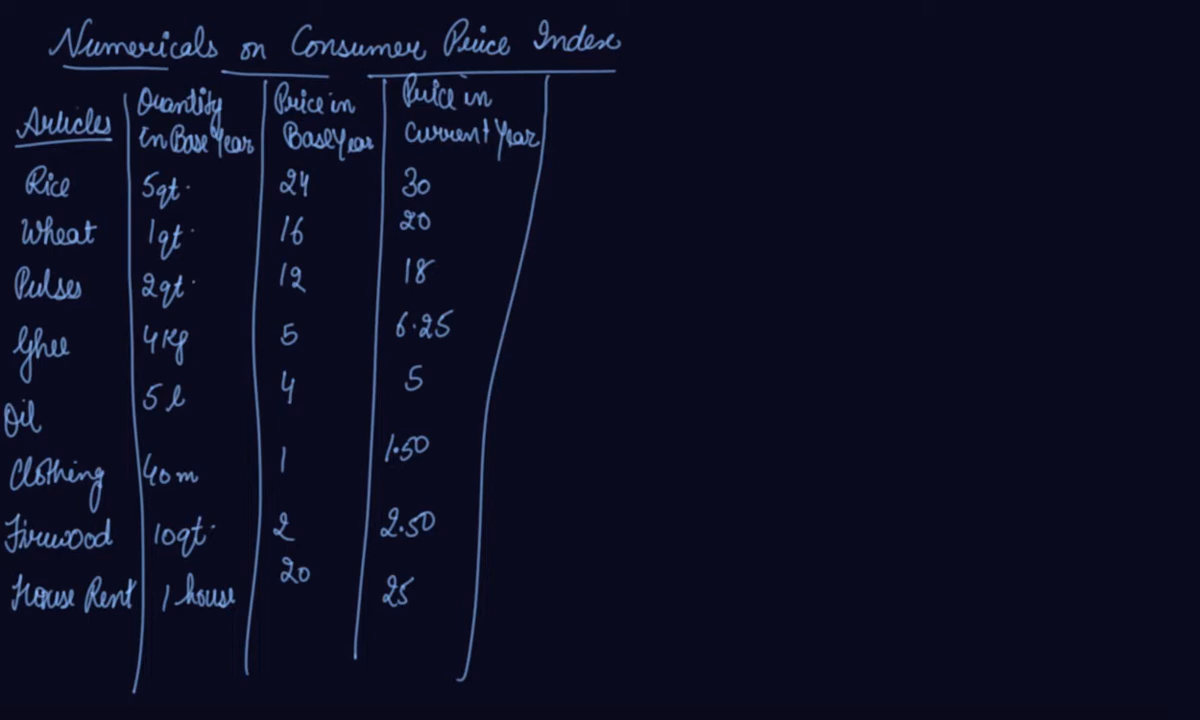 Numericals on Consumer Price Index
Articles | Quantity In Base Year | Price in Base Year | Price in Current Year
Rice | 5qt. | 24 | 30
Wheat | 1qt. | 16 | 20
Pulses | 2qt. | 12 | 18
Ghee | 4Kg | 5 | 6.25
Oil | 5 l | 4 | 5
Clothing | 40m | 1 | 1.50
Firewood | 10qt. | 2 | 2.50
House Rent | 1 house | 20 | 25